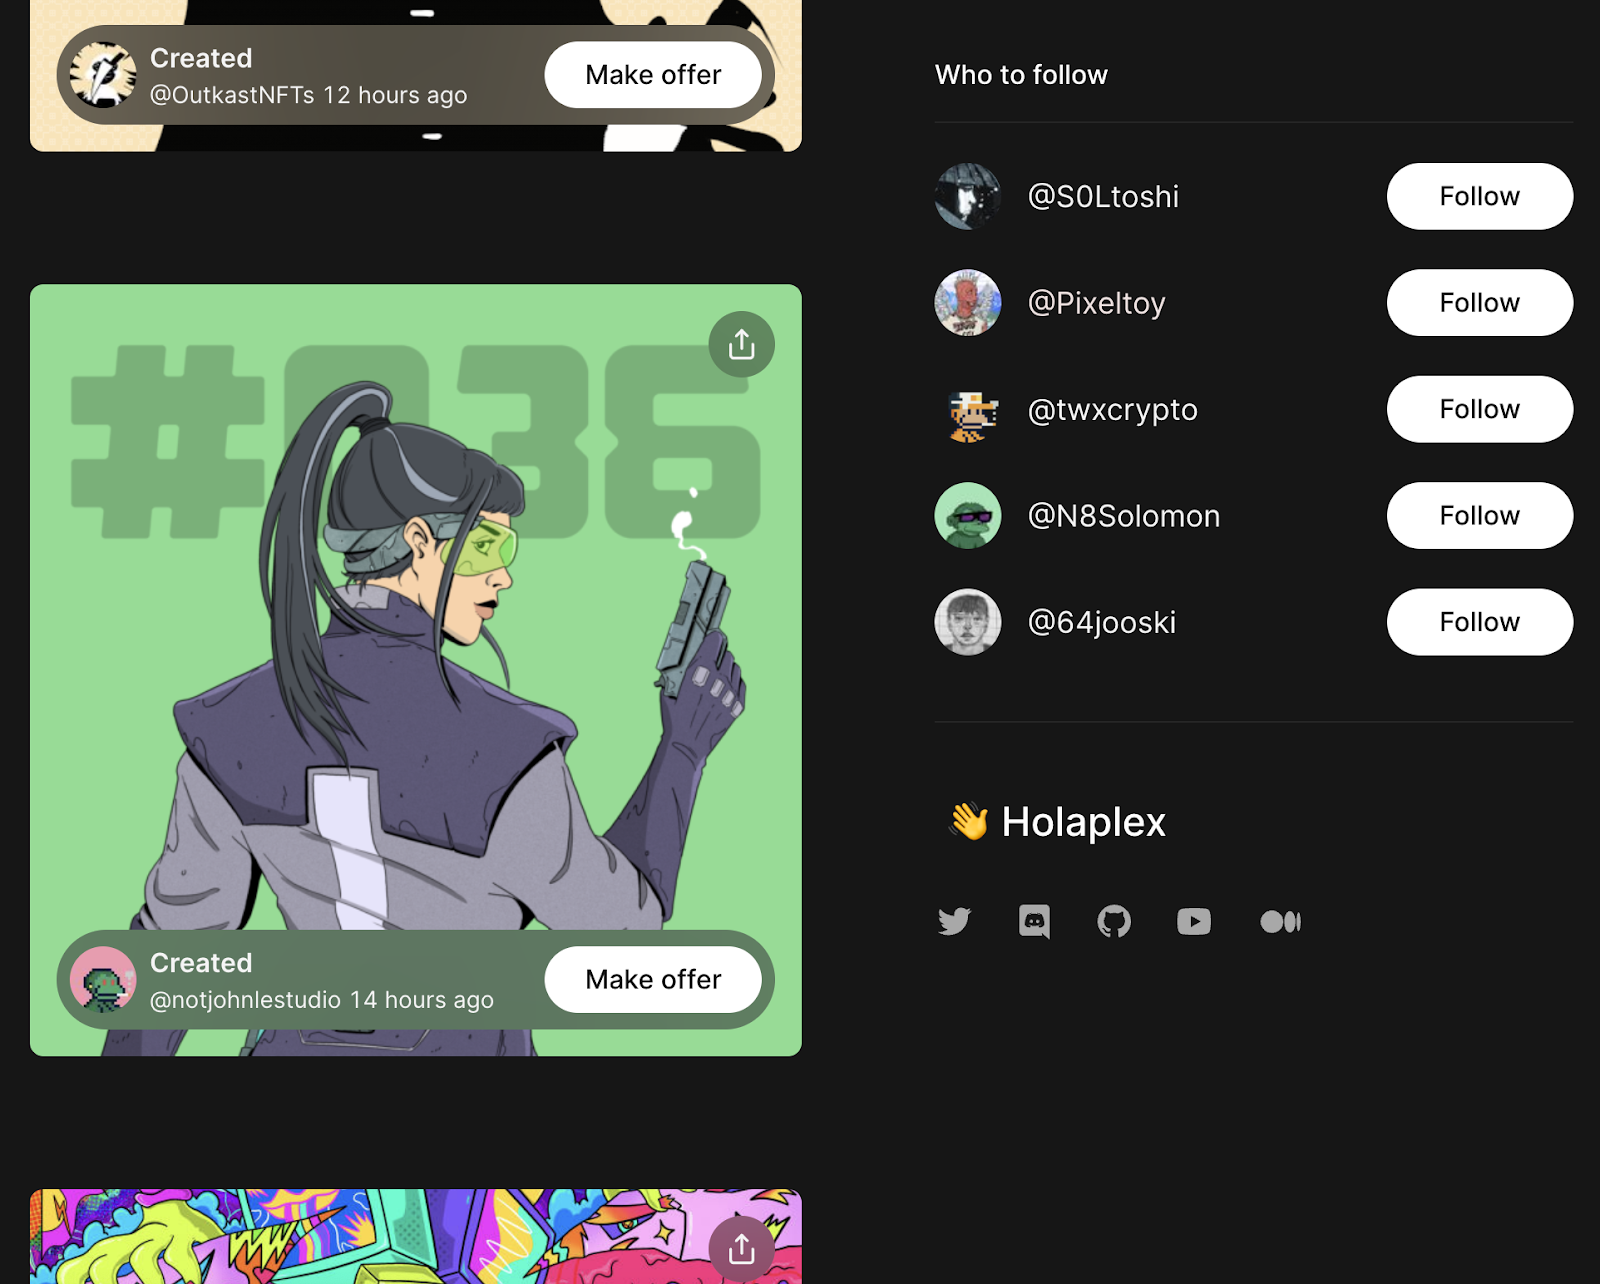 Created
@OutkastNFTs 12 hours ago
Make offer
#036
Created
@notjohnlestudio 14 hours ago
Make offer
Who to follow
@S0Ltoshi
Follow
@Pixeltoy
Follow
@twxcrypto
Follow
@N8Solomon
Follow
@64jooski
Follow
👋 Holaplex